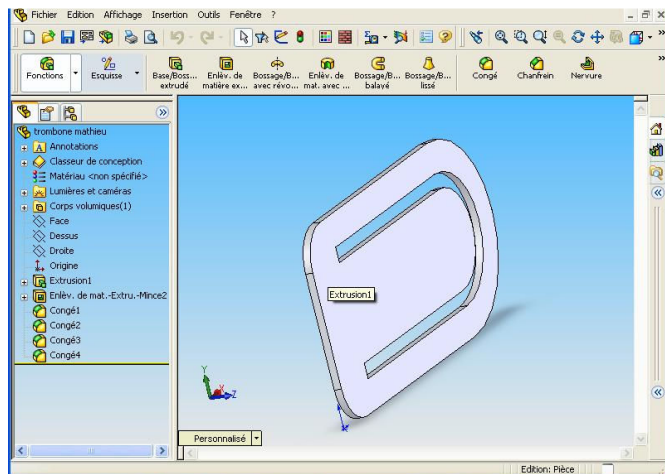 Fichier Edition Affichage Insertion Outils Fenêtre ?
Fonctions Esquisse Base/Boss... extrudé Enlèv. de matière ex... Bossage/B... avec révo... Enlèv. de mat. avec ... Bossage/B... balayé Bossage/B... lissé Congé Chanfrein Nervure
trombone mathieu
Annotations
Classeur de conception
Matériau <non spécifié>
Lumières et caméras
Corps volumiques(1)
Face
Dessus
Droite
Origine
Extrusion1
Enlèv. de mat.-Extru.-Mince2
Congé1
Congé2
Congé3
Congé4
Extrusion1
Y
X
Z
Personnalisé
Edition: Pièce